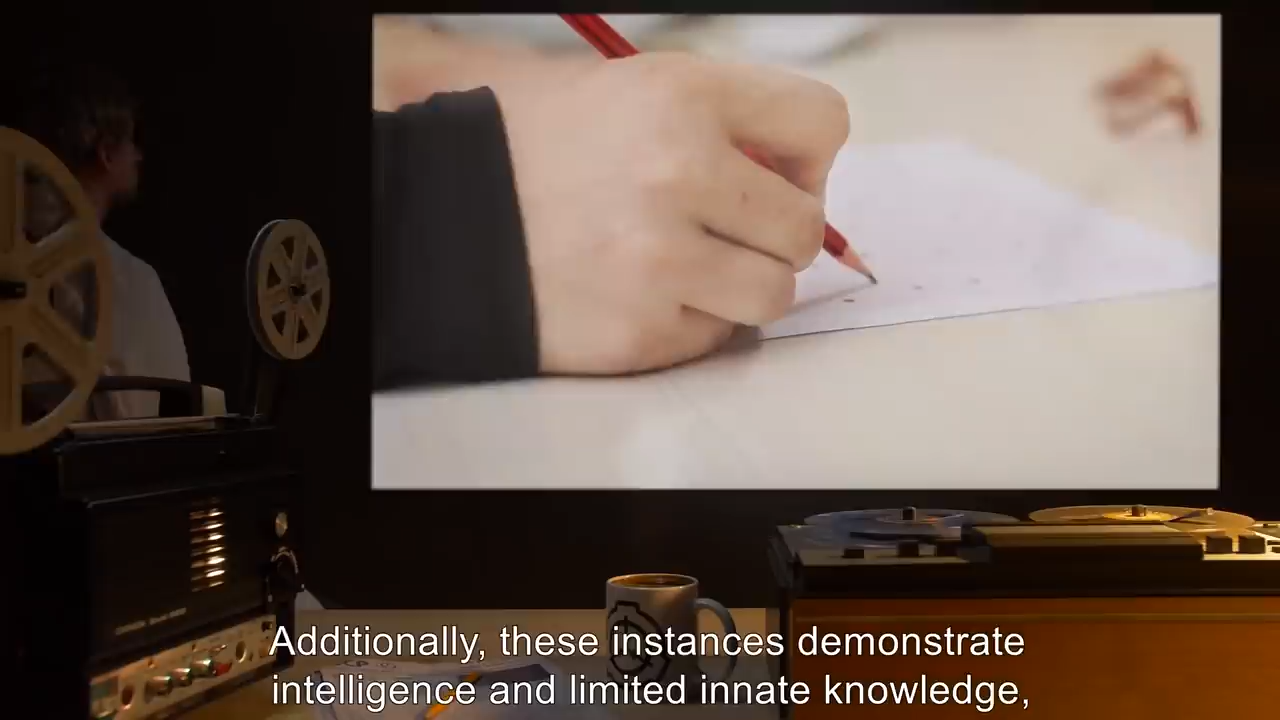 Additionally, these instances demonstrate
intelligence and limited innate knowledge,